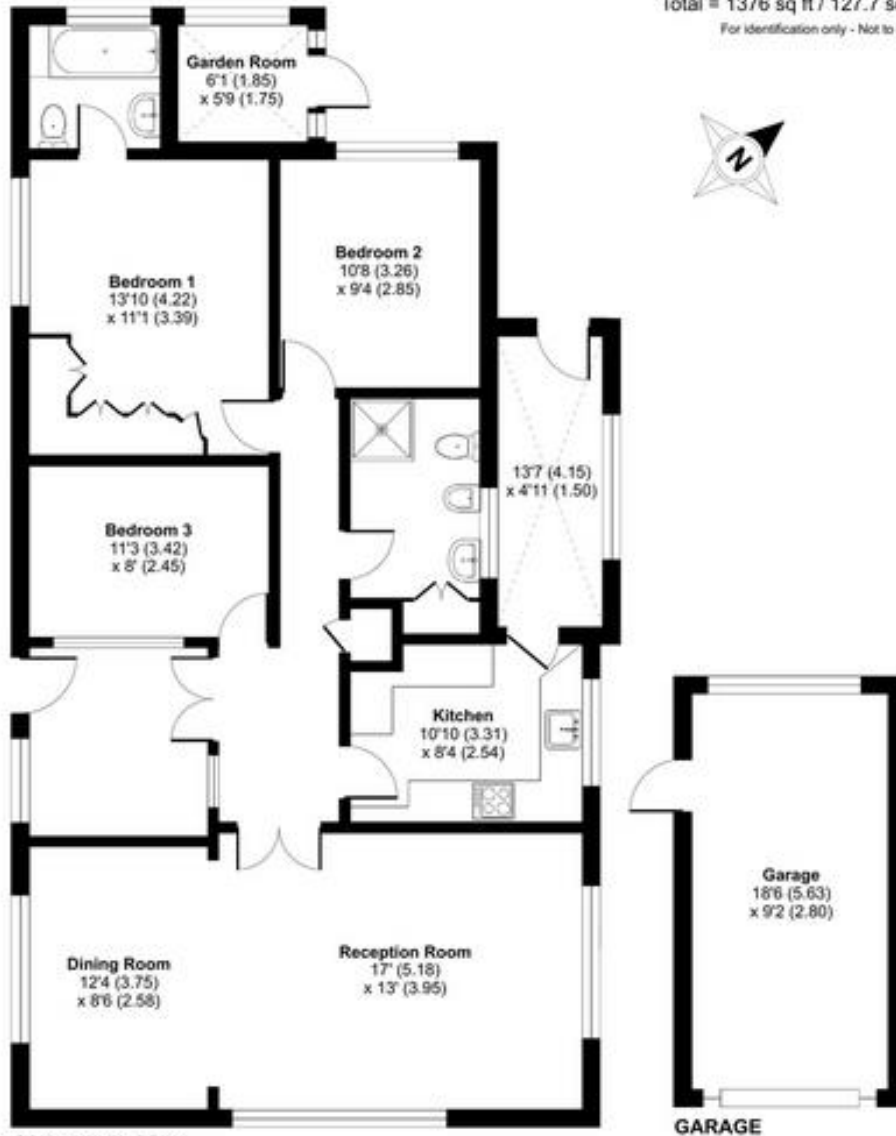 Total = 1376 sq ft / 127.7
For identification only - Not to
Garden Room
6'1 (1.85)
x 5'9 (1.75)
N
Bedroom 2
10'8 (3.26)
x 9'4 (2.85)
Bedroom 1
13'10 (4.22)
x 11'1 (3.39)
13'7 (4.15)
x 4'11 (1.50)
Bedroom 3
11'3 (3.42)
x 8' (2.45)
Kitchen
10'10 (3.31)
x 8'4 (2.54)
Garage
18'6 (5.63)
x 9'2 (2.80)
Dining Room
12'4 (3.75)
x 8'6 (2.58)
Reception Room
17' (5.18)
x 13' (3.95)
GARAGE